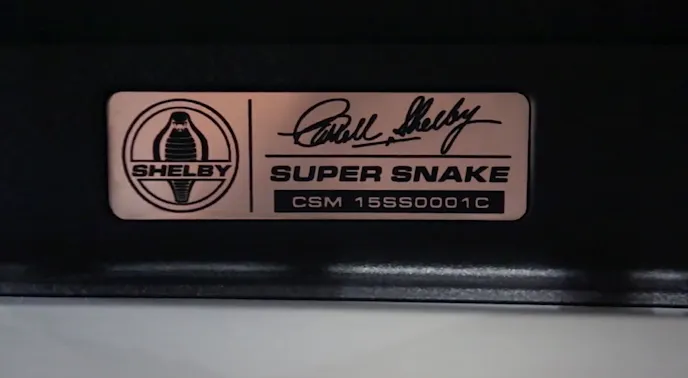 SHELBY
Carroll Shelby
SUPER SNAKE
CSM 15SS0001C